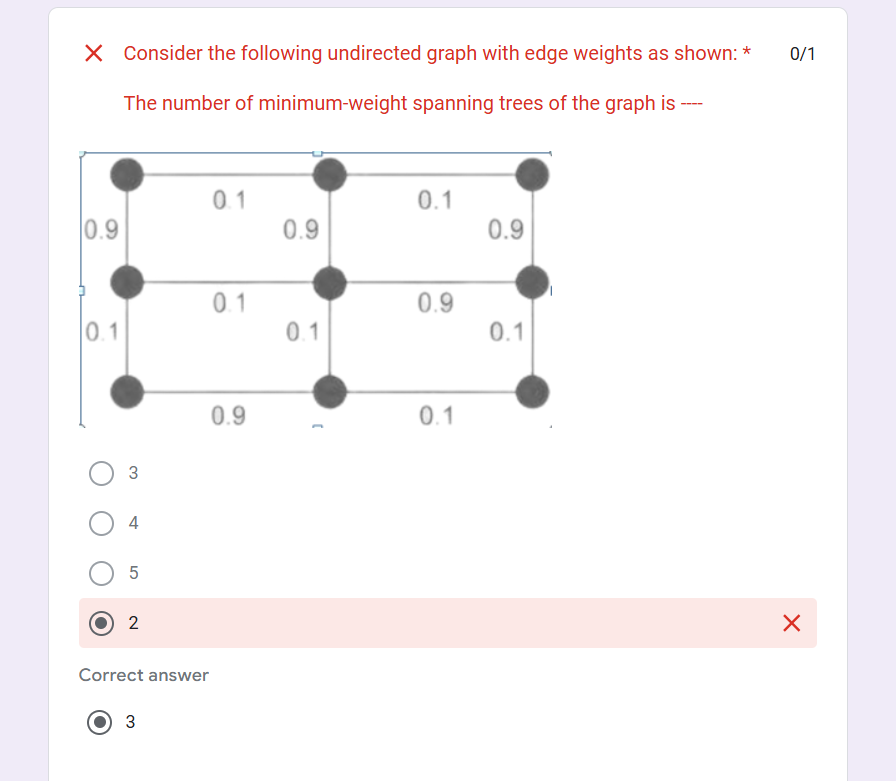 Consider the following undirected graph with edge weights as shown: * 0/1
The number of minimum-weight spanning trees of the graph is ----
0.1 0.1
0.9 0.9 0.9
0.1 0.9
0.1 0.1 0.1
0.9 0.1
3
4
5
2
Correct answer
3